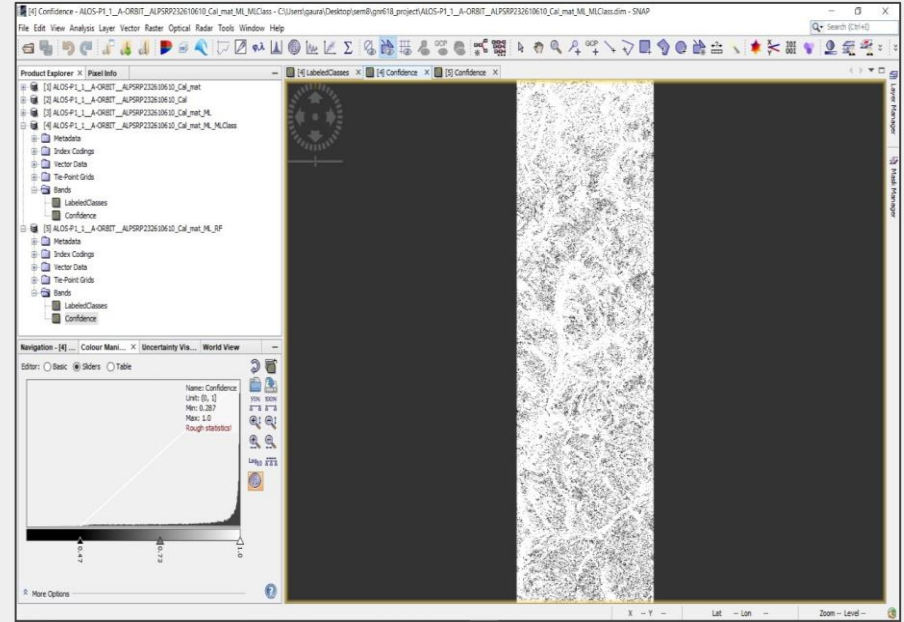 [4] Confidence - ALOS-P1_1__A-ORBIT__ALPSRP232610610_Cal_mat_ML_MLClass - C:\Users\gaura\Desktop\sem8\gnr618_project\ALOS-P1_1__A-ORBIT__ALPSRP232610610_Cal_mat_ML_MLClass.dim - SNAP
File Edit View Analysis Layer Vector Raster Optical Radar Tools Window Help
Search (Ctrl+I)
Product Explorer × Pixel Info
[4] LabeledClasses × [4] Confidence × [5] Confidence ×
[1] ALOS-P1_1__A-ORBIT__ALPSRP232610610_Cal_mat
[2] ALOS-P1_1__A-ORBIT__ALPSRP232610610_Cal
[3] ALOS-P1_1__A-ORBIT__ALPSRP232610610_Cal_mat_ML
[4] ALOS-P1_1__A-ORBIT__ALPSRP232610610_Cal_mat_ML_MLClass
Metadata
Index Codings
Vector Data
Tie-Point Grids
Bands
LabeledClasses
Confidence
[5] ALOS-P1_1__A-ORBIT__ALPSRP232610610_Cal_mat_ML_RF
Metadata
Index Codings
Vector Data
Tie-Point Grids
Bands
LabeledClasses
Confidence
Layer Manager
Mask Manager
Navigation - [4] ... Colour Mani... × Uncertainty Vis... World View
Editor: Basic Sliders Table
Name: Confidence
Unit: (0, 1]
Min: 0.287
Max: 1.0
Rough statistics!
95% 100%
Log10
0.47 0.73 1.0
More Options
X -- Y -- Lat -- Lon -- Zoom -- Level --